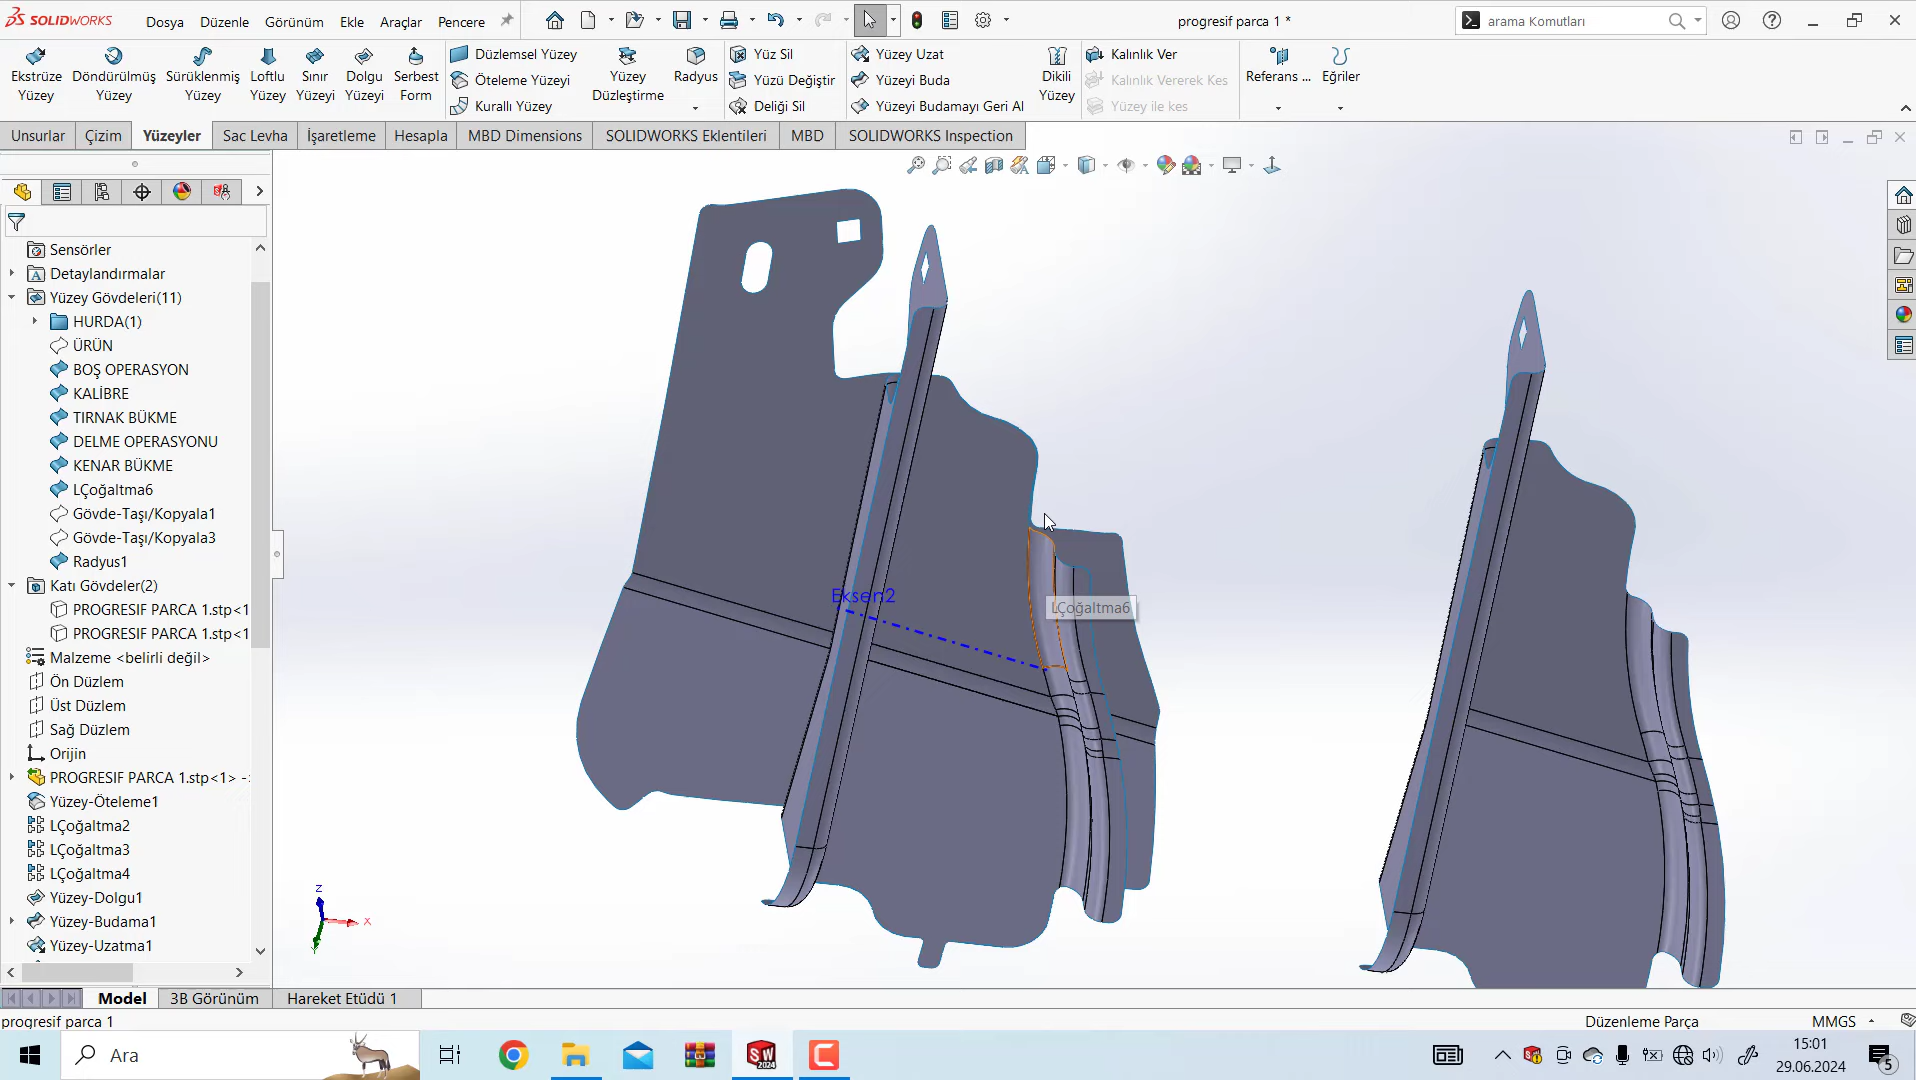 SOLIDWORKS
Dosya Düzenle Görünüm Ekle Araçlar Pencere
progresif parca 1 *
arama Komutları
Ekstrüze Yüzey
Döndürülmüş Yüzey
Sürüklenmiş Yüzey
Loftlu Yüzey
Sınır Yüzeyi
Dolgu Yüzeyi
Serbest Form
Düzlemsel Yüzey
Öteleme Yüzeyi
Kurallı Yüzey
Yüzey Düzleştirme
Radyus
Yüz Sil
Yüzü Değiştir
Deliği Sil
Yüzey Uzat
Yüzeyi Buda
Yüzeyi Budamayı Geri Al
Dikili Yüzey
Kalınlık Ver
Kalınlık Vererek Kes
Yüzey ile kes
Referans ...
Eğriler
Unsurlar Çizim Yüzeyler Sac Levha İşaretleme Hesapla MBD Dimensions SOLIDWORKS Eklentileri MBD SOLIDWORKS Inspection
Sensörler
Detaylandırmalar
Yüzey Gövdeleri(11)
HURDA(1)
ÜRÜN
BOŞ OPERASYON
KALİBRE
TIRNAK BÜKME
DELME OPERASYONU
KENAR BÜKME
LÇoğaltma6
Gövde-Taşı/Kopyala1
Gövde-Taşı/Kopyala3
Radyus1
Katı Gövdeler(2)
PROGRESIF PARCA 1.stp<1
PROGRESIF PARCA 1.stp<1
Malzeme <belirli değil>
Ön Düzlem
Üst Düzlem
Sağ Düzlem
Orijin
PROGRESIF PARCA 1.stp<1> -
Yüzey-Öteleme1
LÇoğaltma2
LÇoğaltma3
LÇoğaltma4
Yüzey-Dolgu1
Yüzey-Budama1
Yüzey-Uzatma1
Eksen2
LÇoğaltma6
z
x
Model 3B Görünüm Hareket Etüdü 1
progresif parca 1
Düzenleme Parça
MMGS
Ara
SW
2024
15:01
29.06.2024
5